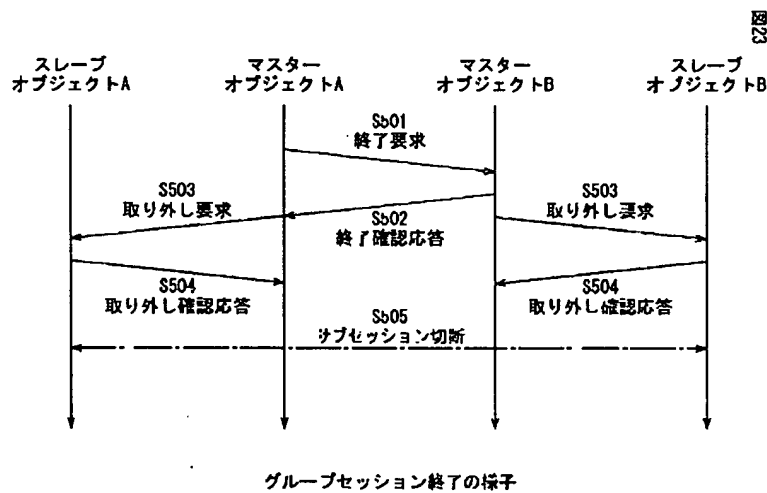 図23
スレーブ
オブジェクトA
マスター
オブジェクトA
マスター
オブジェクトB
スレーブ
オブジェクトB
S501
終了要求
S503
取り外し要求
S502
終了確認応答
S503
取り外し要求
S504
取り外し確認応答
S504
取り外し確認応答
S505
サブセッション切断
グループセッション終了の様子